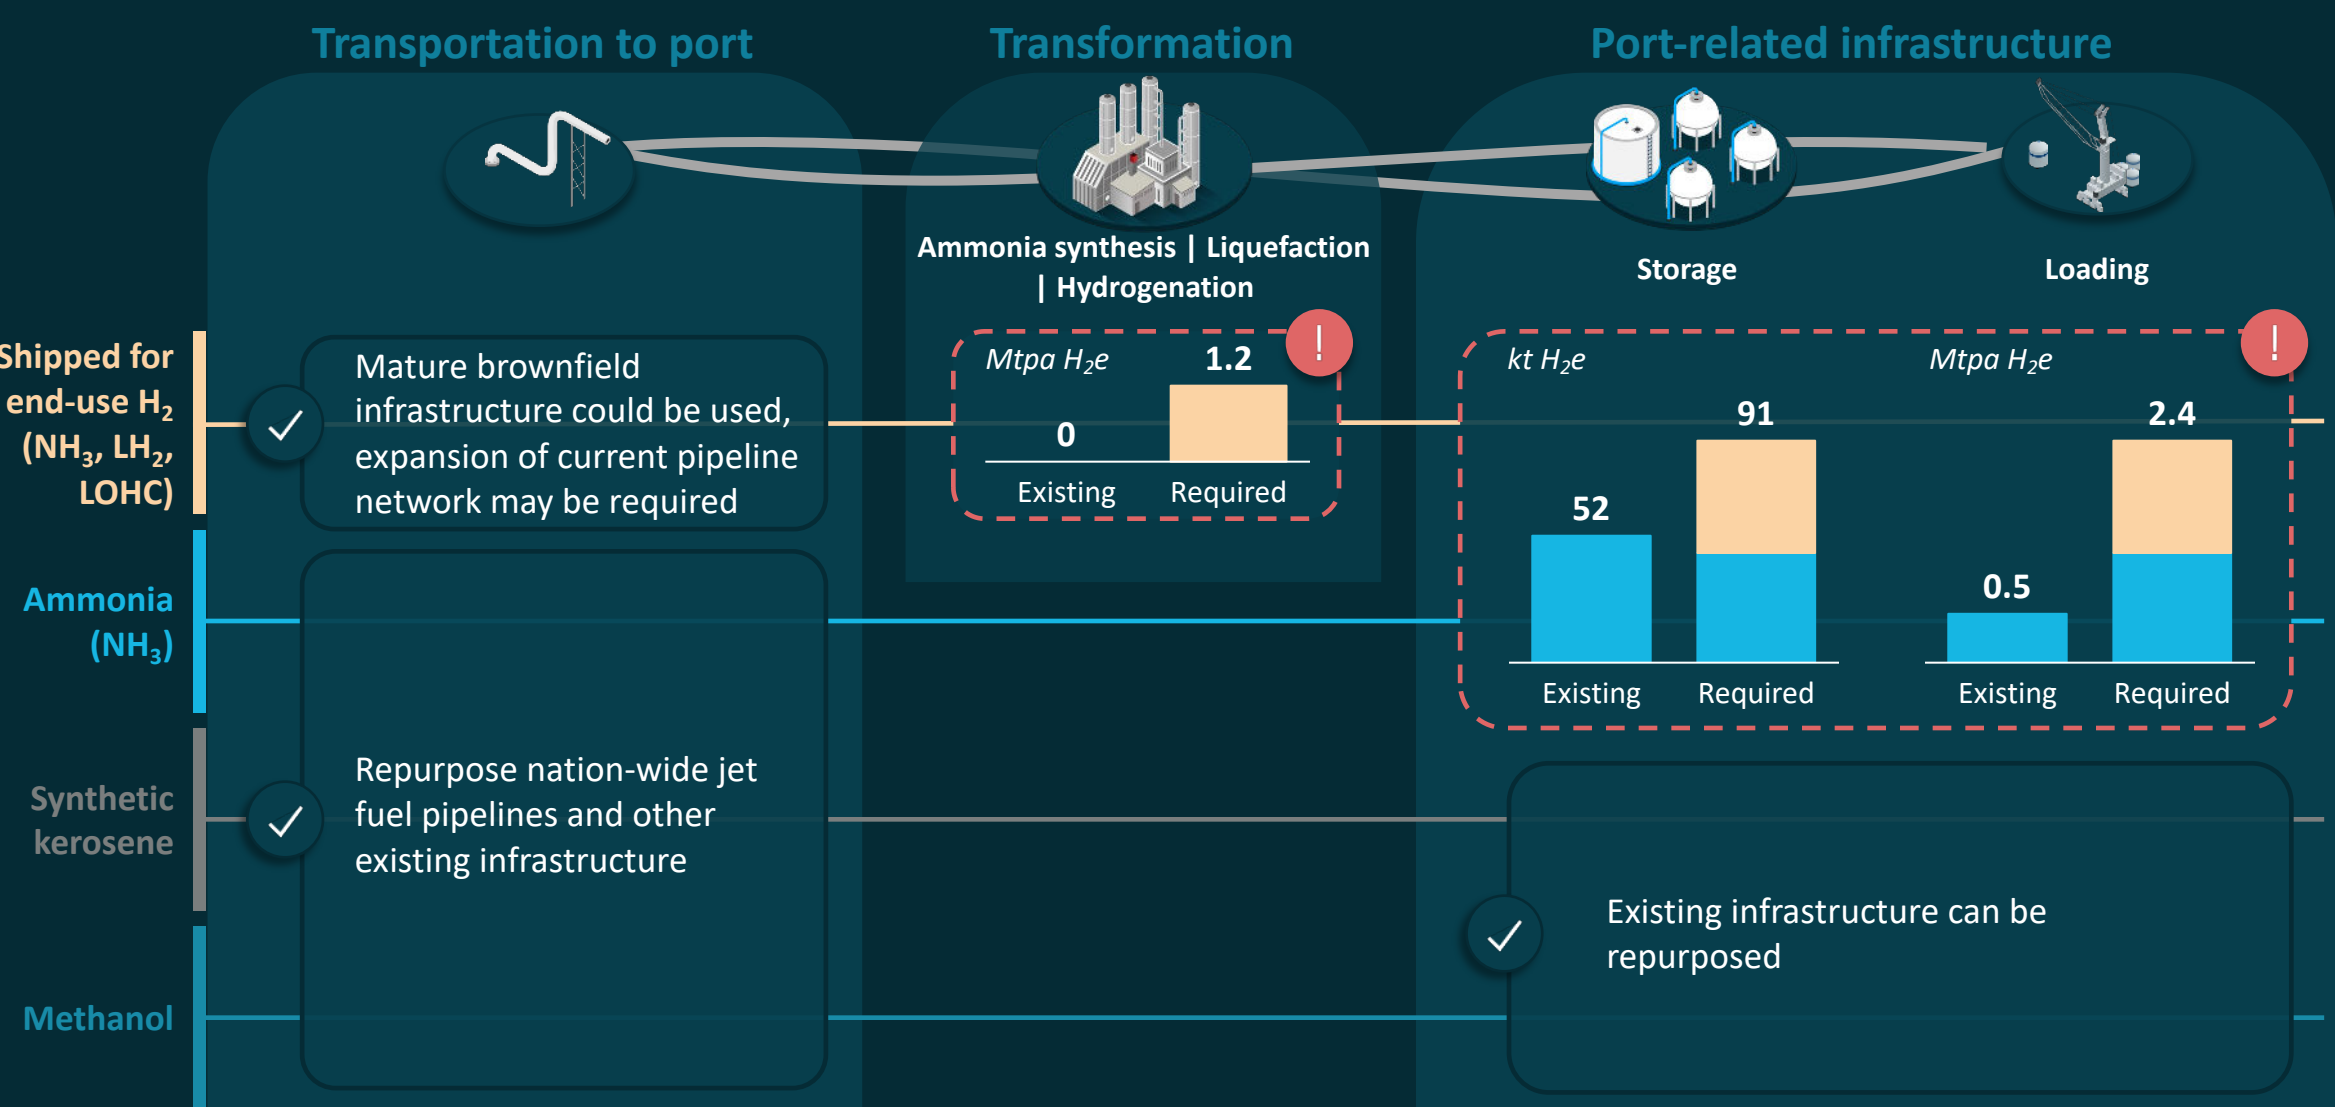 Transportation to port
Transformation
Port-related infrastructure
Ammonia synthesis | Liquefaction
| Hydrogenation
Storage
Loading
Shipped for
end-use H₂
(NH₃, LH₂,
LOHC)
Mature brownfield
infrastructure could be used,
expansion of current pipeline
network may be required
Mtpa H₂e
1.2
!
0
Existing
Required
kt H₂e
Mtpa H₂e
!
91
2.4
52
0.5
Existing
Required
Existing
Required
Ammonia
(NH₃)
Synthetic
kerosene
Repurpose nation-wide jet
fuel pipelines and other
existing infrastructure
Existing infrastructure can be
repurposed
Methanol